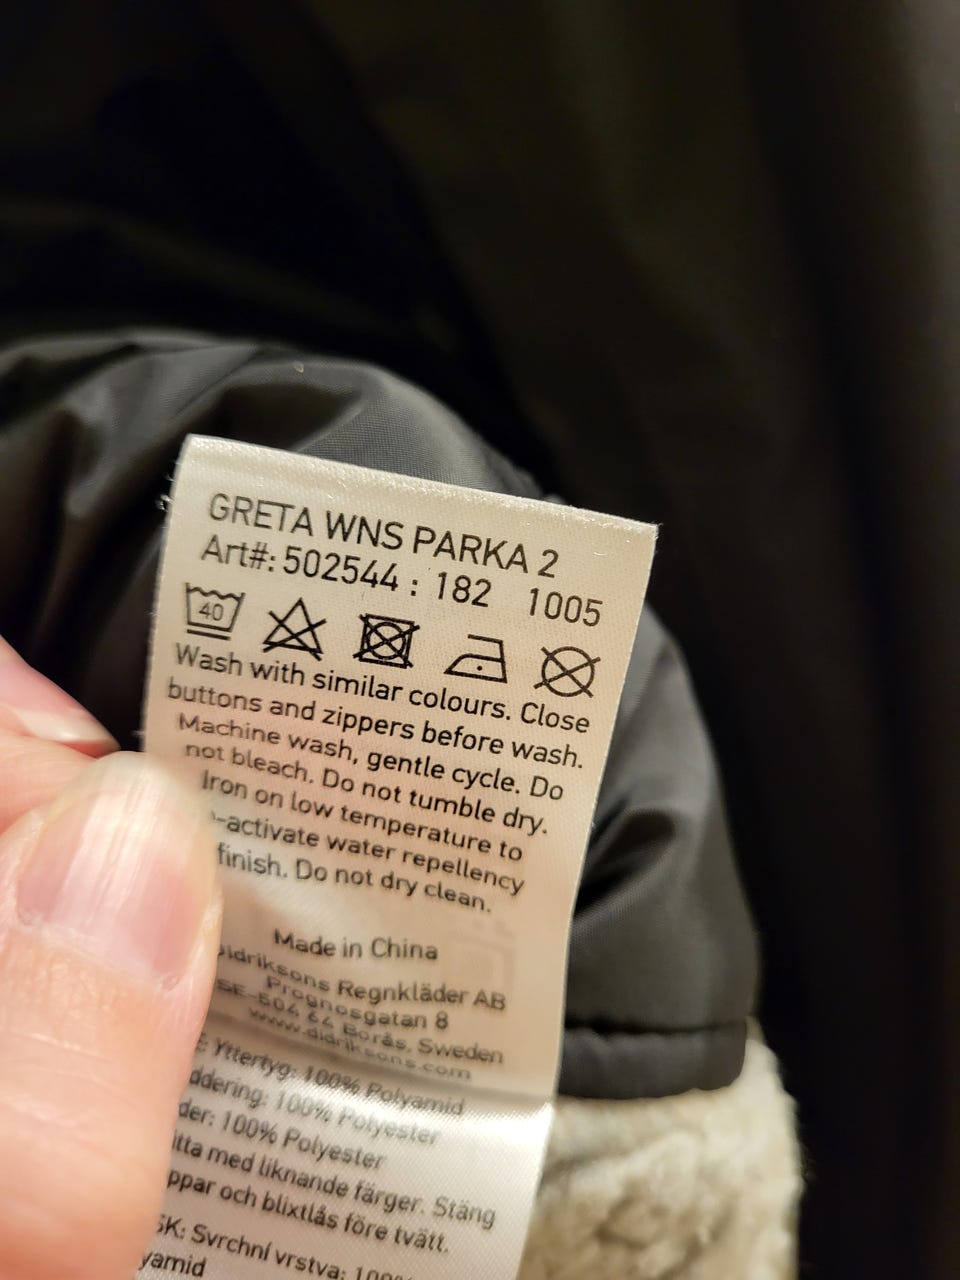 GRETA WNS PARKA 2
Art#: 502544 : 182 1005
40
Wash with similar colours. Close
buttons and zippers before wash.
Machine wash, gentle cycle. Do
not bleach. Do not tumble dry.
Iron on low temperature to
-activate water repellency
finish. Do not dry clean.
Made in China
Didriksons Regnkläder AB
Prognosgatan 8
SE-504 64 Borås, Sweden
www.didriksons.com
E: Yttertyg: 100% Polyamid
ddering: 100% Polyester
der: 100% Polyester
itta med liknande färger. Stäng
ppar och blixtlås före tvätt.
SK: Svrchní vrstva: 100%
yamid